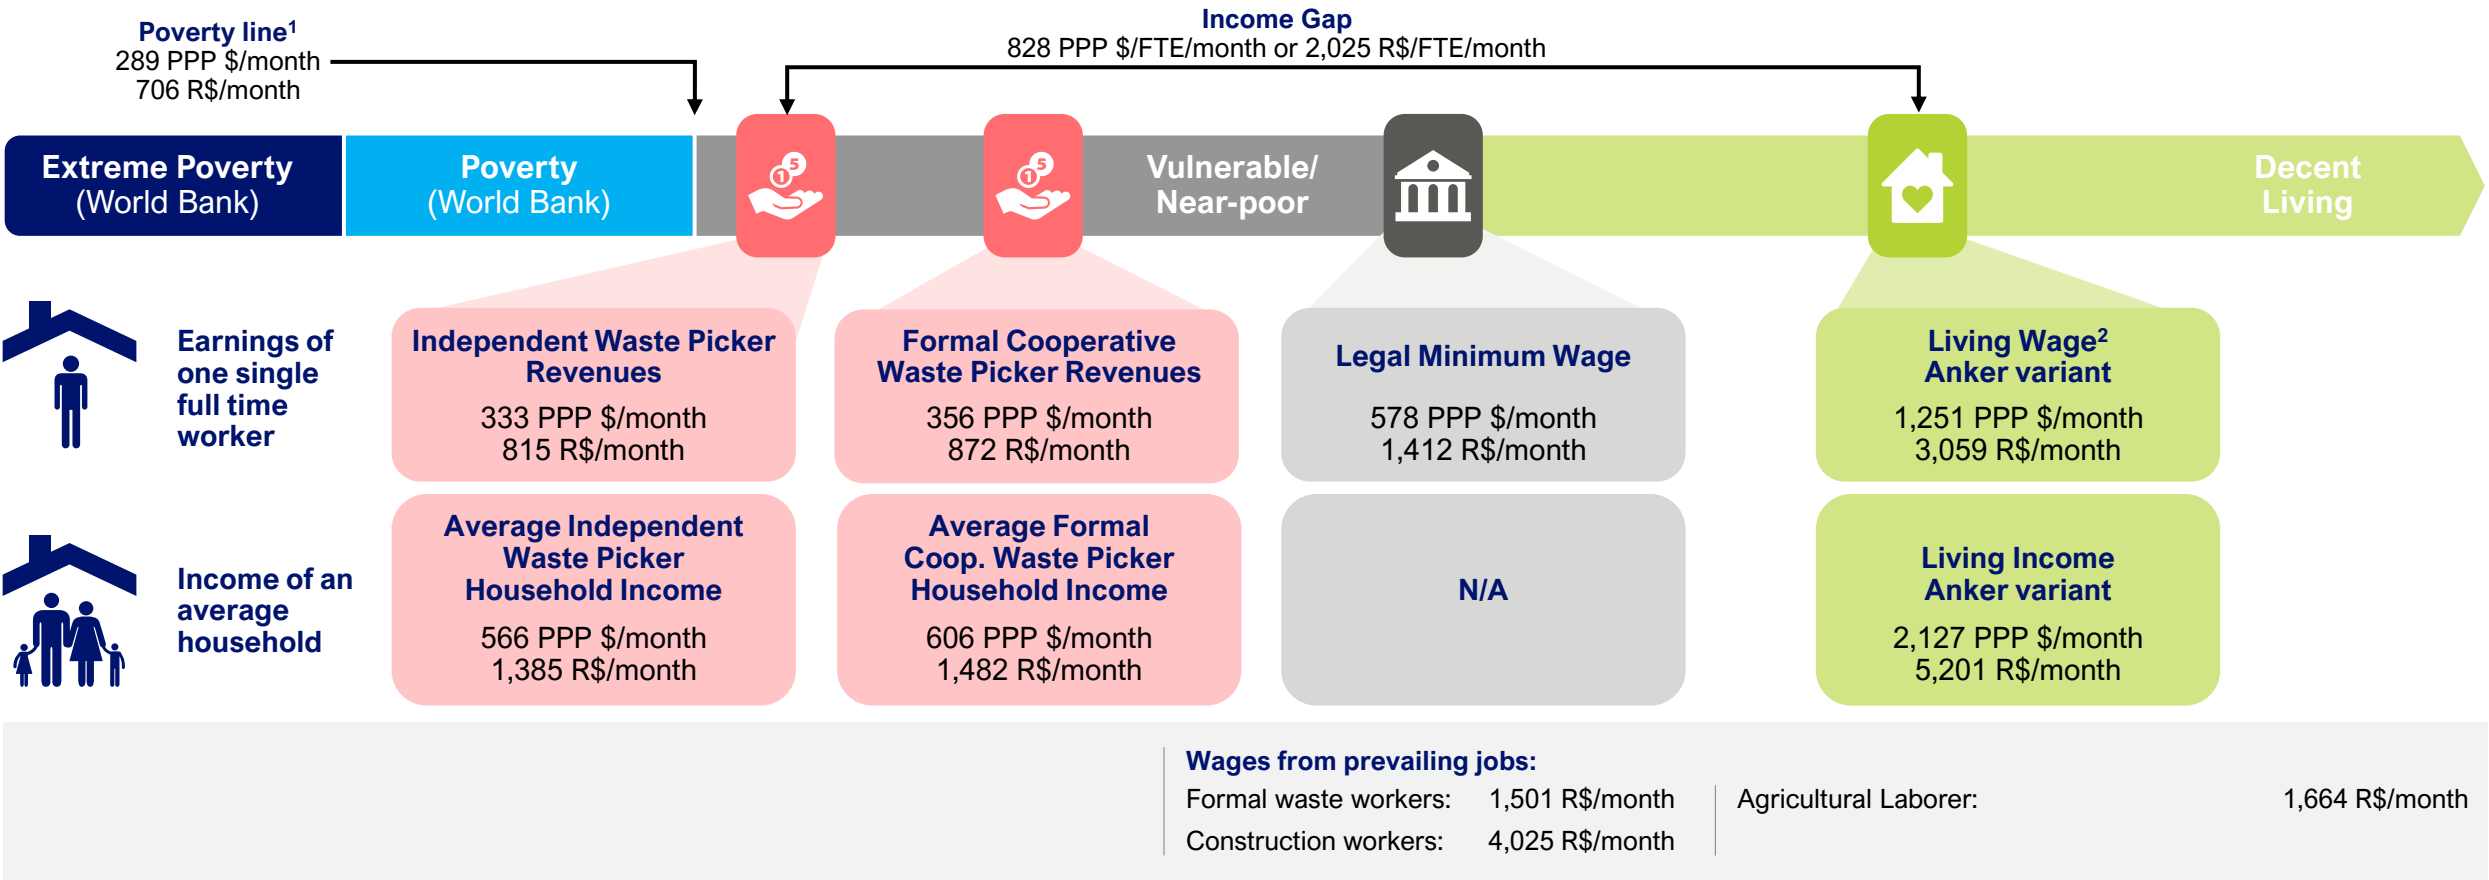 Poverty line¹
289 PPP $/month
706 R$/month
Income Gap
828 PPP $/FTE/month or 2,025 R$/FTE/month
Extreme Poverty
(World Bank)
Poverty
(World Bank)
1 5
1 5
Vulnerable/
Near-poor
Decent
Living
Earnings of
one single
full time
worker
Independent Waste Picker
Revenues
333 PPP $/month
815 R$/month
Formal Cooperative
Waste Picker Revenues
356 PPP $/month
872 R$/month
Legal Minimum Wage
578 PPP $/month
1,412 R$/month
Living Wage²
Anker variant
1,251 PPP $/month
3,059 R$/month
Income of an
average
household
Average Independent
Waste Picker
Household Income
566 PPP $/month
1,385 R$/month
Average Formal
Coop. Waste Picker
Household Income
606 PPP $/month
1,482 R$/month
N/A
Living Income
Anker variant
2,127 PPP $/month
5,201 R$/month
Wages from prevailing jobs:
Formal waste workers: 1,501 R$/month
Construction workers: 4,025 R$/month
Agricultural Laborer: 1,664 R$/month